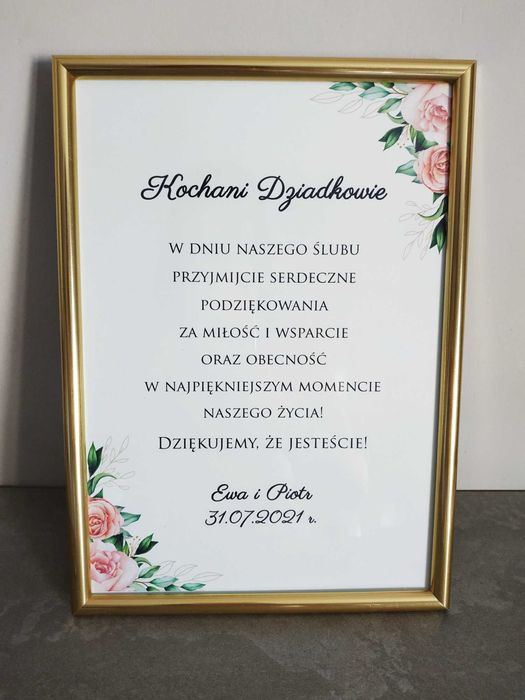 Kochani Dziadkowie
W DNIU NASZEGO ŚLUBU
PRZYJMIJCIE SERDECZNE
PODZIĘKOWANIA
ZA MIŁOŚĆ I WSPARCIE
ORAZ OBECNOŚĆ
W NAJPIĘKNIEJSZYM MOMENCIE
NASZEGO ŻYCIA!
DZIĘKUJEMY, ŻE JESTEŚCIE!
Ewa i Piotr
31.07.2021 r.